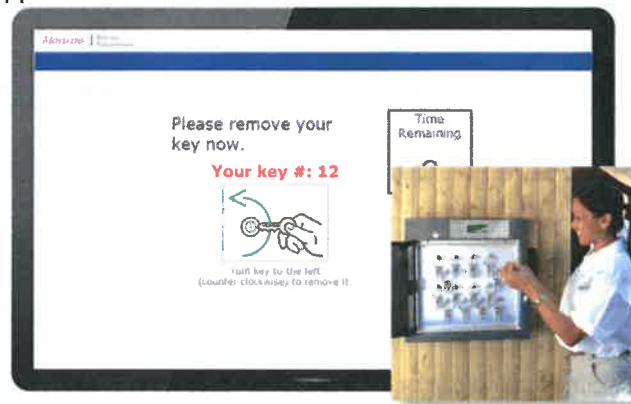 Please remove your
key now.
Your key #: 12
Turn key to the left
(counter clockwise) to remove it.
Time
Remaining